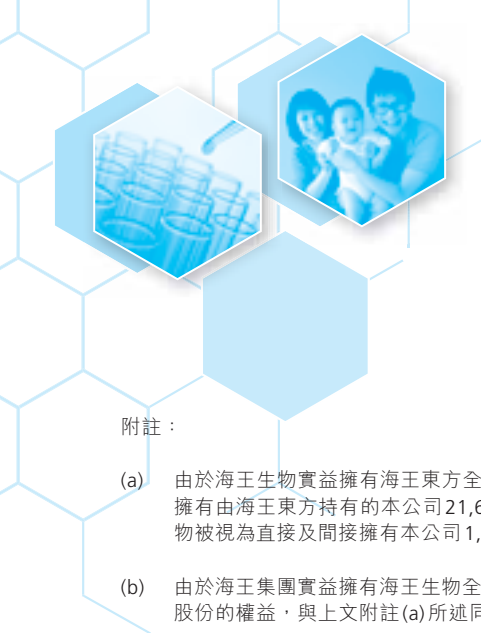 附註：
(a) 由於海王生物實益擁有海王東方全
擁有由海王東方持有的本公司21,6
物被視為直接及間接擁有本公司1,
(b) 由於海王集團實益擁有海王生物全
股份的權益，與上文附註(a)所述同